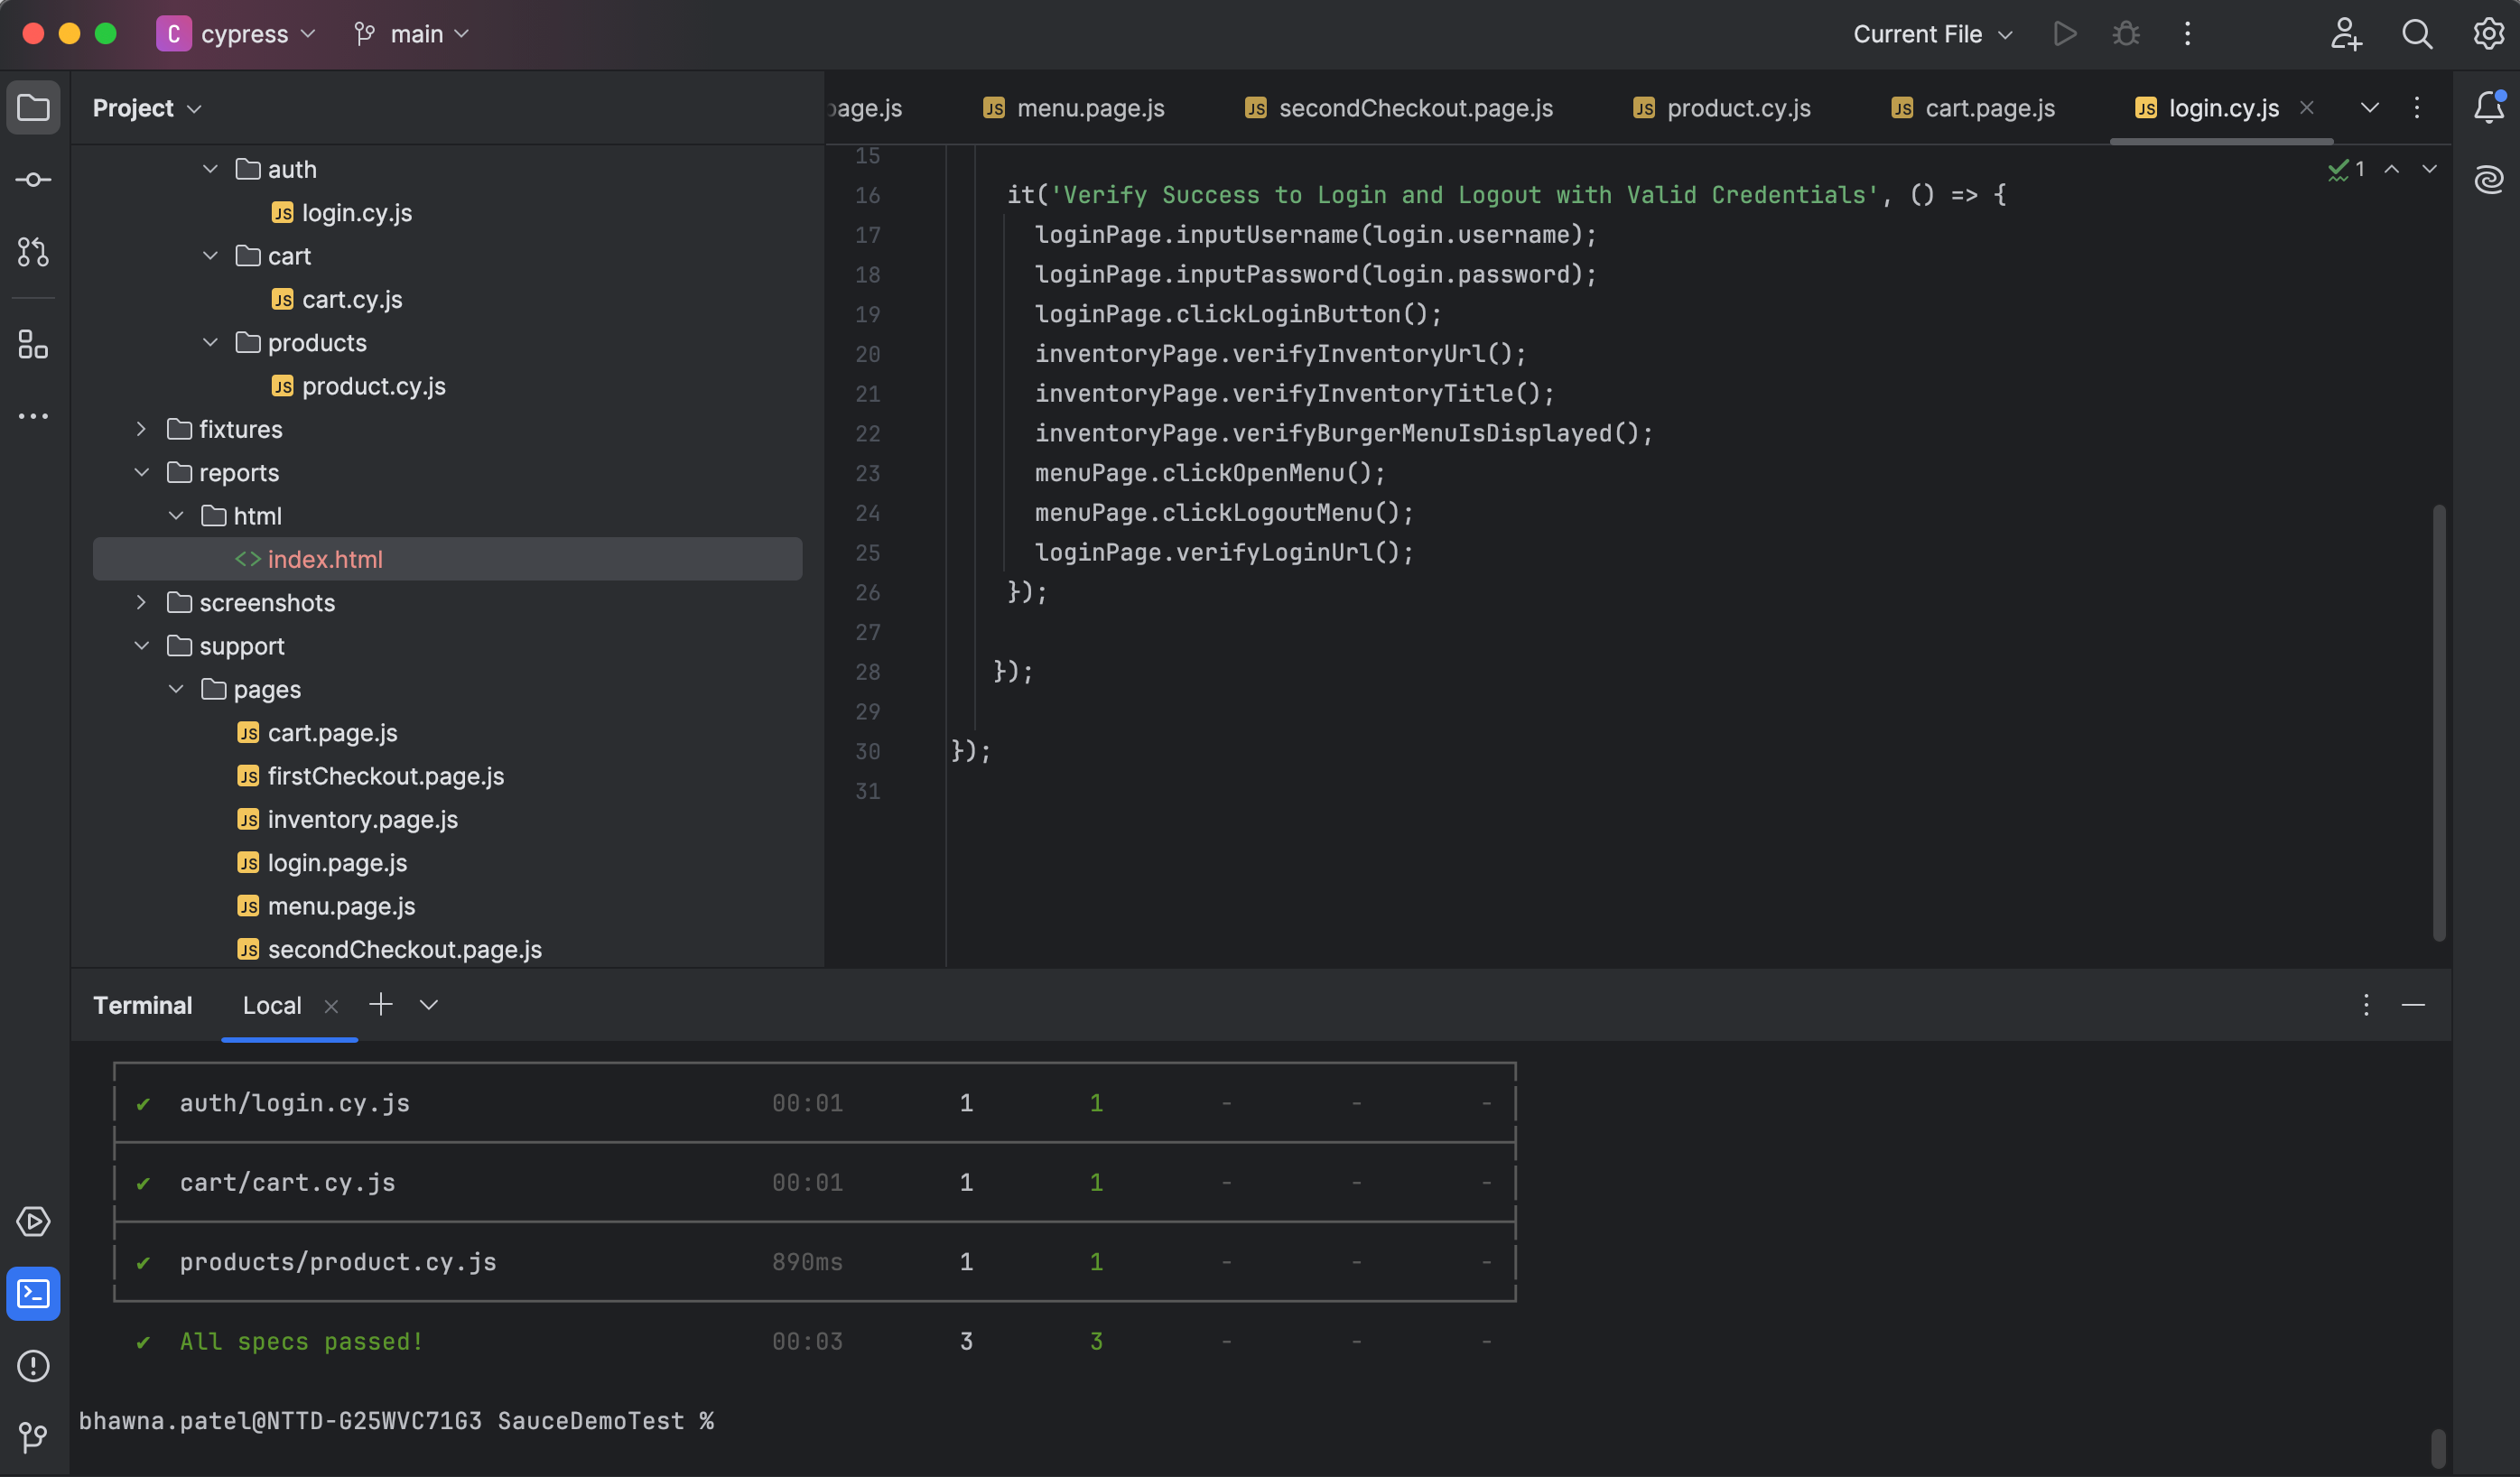 C cypress main Current File
Project
page.js menu.page.js secondCheckout.page.js product.cy.js cart.page.js login.cy.js
auth
login.cy.js
cart
cart.cy.js
products
product.cy.js
fixtures
reports
html
index.html
screenshots
support
pages
cart.page.js
firstCheckout.page.js
inventory.page.js
login.page.js
menu.page.js
secondCheckout.page.js
1
15
16 it('Verify Success to Login and Logout with Valid Credentials', () => {
17 loginPage.inputUsername(login.username);
18 loginPage.inputPassword(login.password);
19 loginPage.clickLoginButton();
20 inventoryPage.verifyInventoryUrl();
21 inventoryPage.verifyInventoryTitle();
22 inventoryPage.verifyBurgerMenuIsDisplayed();
23 menuPage.clickOpenMenu();
24 menuPage.clickLogoutMenu();
25 loginPage.verifyLoginUrl();
26 });
27
28 });
29
30 });
31
Terminal Local
✔ auth/login.cy.js 00:01 1 1 - - -
✔ cart/cart.cy.js 00:01 1 1 - - -
✔ products/product.cy.js 890ms 1 1 - - -
✔ All specs passed! 00:03 3 3 - - -
bhawna.patel@NTTD-G25WVC71G3 SauceDemoTest %